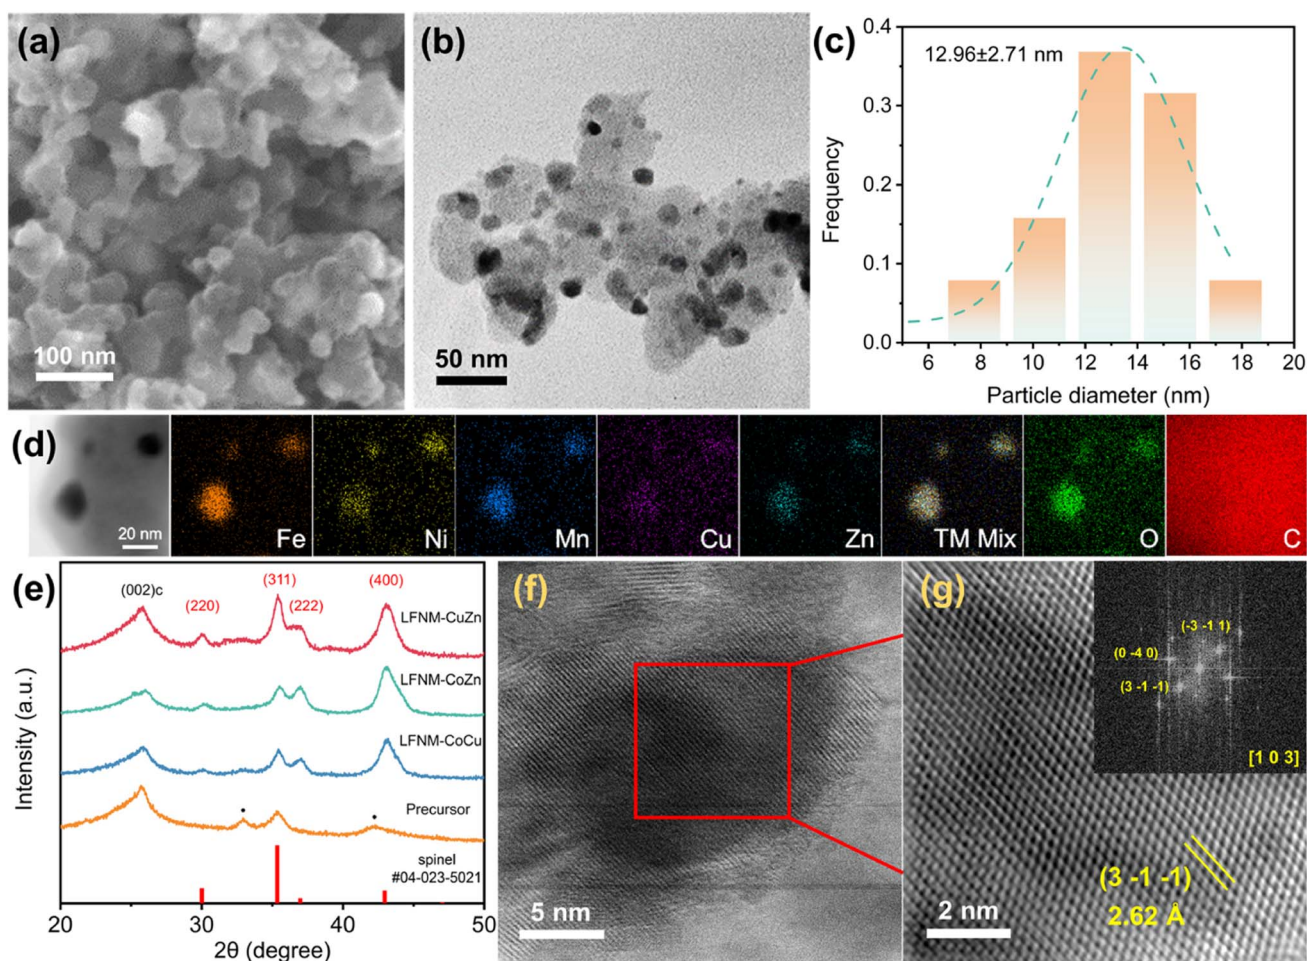 (a)
100 nm
(b)
50 nm
(c)
12.96±2.71 nm
Frequency
0.4
0.3
0.2
0.1
0.0
6 8 10 12 14 16 18 20
Particle diameter (nm)
(d)
20 nm
Fe
Ni
Mn
Cu
Zn
TM Mix
O
C
(e)
(002)c
(220)
(311)
(222)
(400)
LFNM-CuZn
LFNM-CoZn
LFNM-CoCu
Precursor
spinel
#04-023-5021
Intensity (a.u.)
20 30 40 50
2θ (degree)
(f)
5 nm
(g)
(-3 -1 1)
(0 -4 0)
(3 -1 -1)
[1 0 3]
(3 -1 -1)
2.62 Å
2 nm